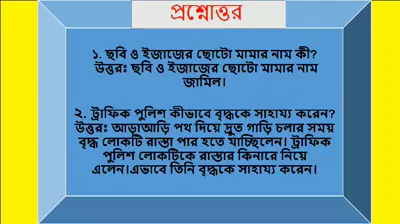 প্রশ্নোত্তর
১. ছবি ও ইজাজের ছোটো মামার নাম কী?
উত্তরঃ ছবি ও ইজাজের ছোটো মামার নাম
জামিল।
২. ট্রাফিক পুলিশ কীভাবে বৃদ্ধকে সাহায্য করেন?
উত্তরঃ আড়াআড়ি পথ দিয়ে দ্রুত গাড়ি চলার সময়
বৃদ্ধ লোকটি রাস্তা পার হতে যাচ্ছিলেন। ট্রাফিক
পুলিশ লোকটিকে রাস্তার কিনারে নিয়ে
এলেন।এভাবে তিনি বৃদ্ধকে সাহায্য করেন।